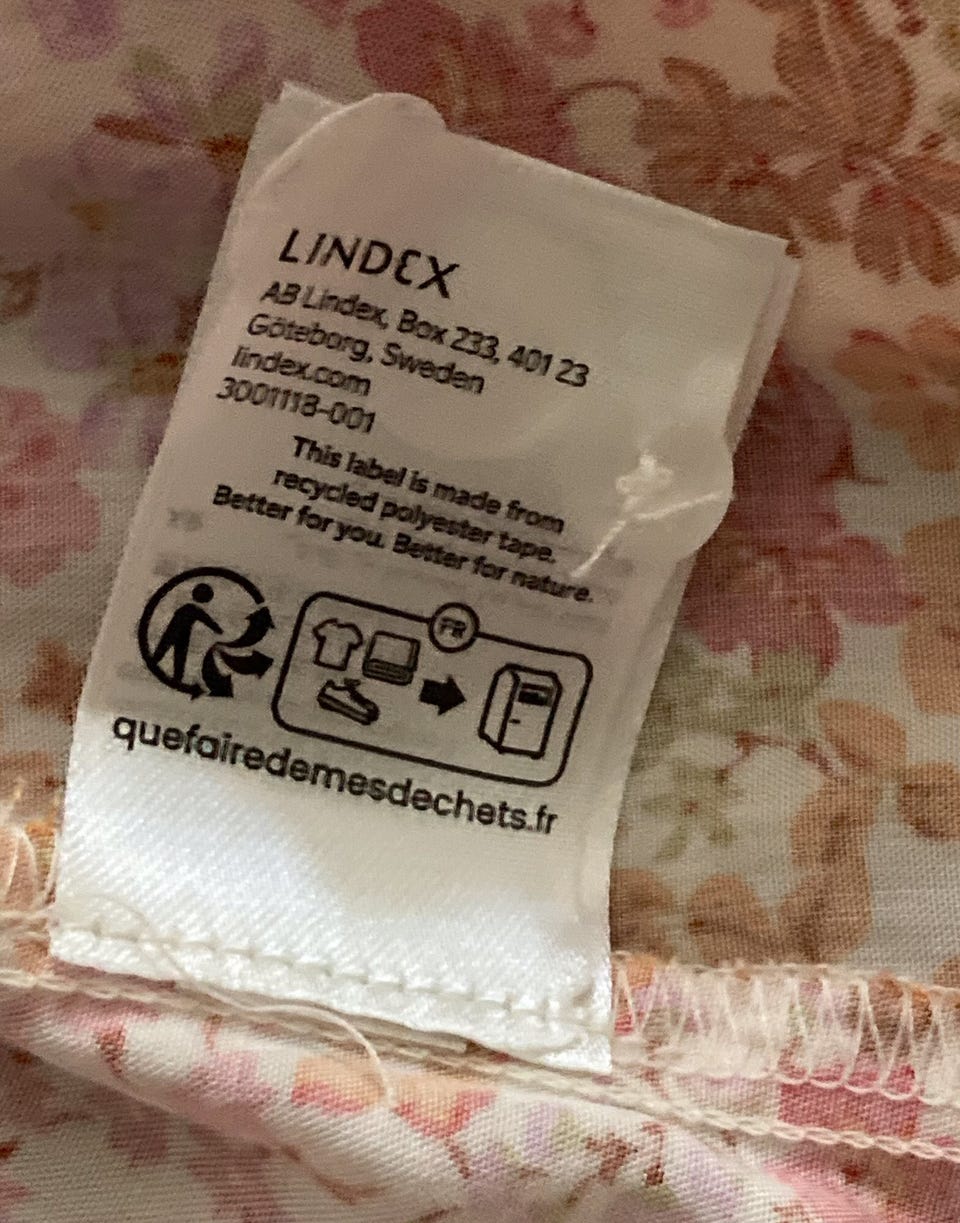 LINDEX
AB Lindex, Box 233, 401 23
Göteborg, Sweden
lindex.com
3001118-001
This label is made from
recycled polyester tape.
Better for you. Better for nature.
FR
quefairedemesdechets.fr